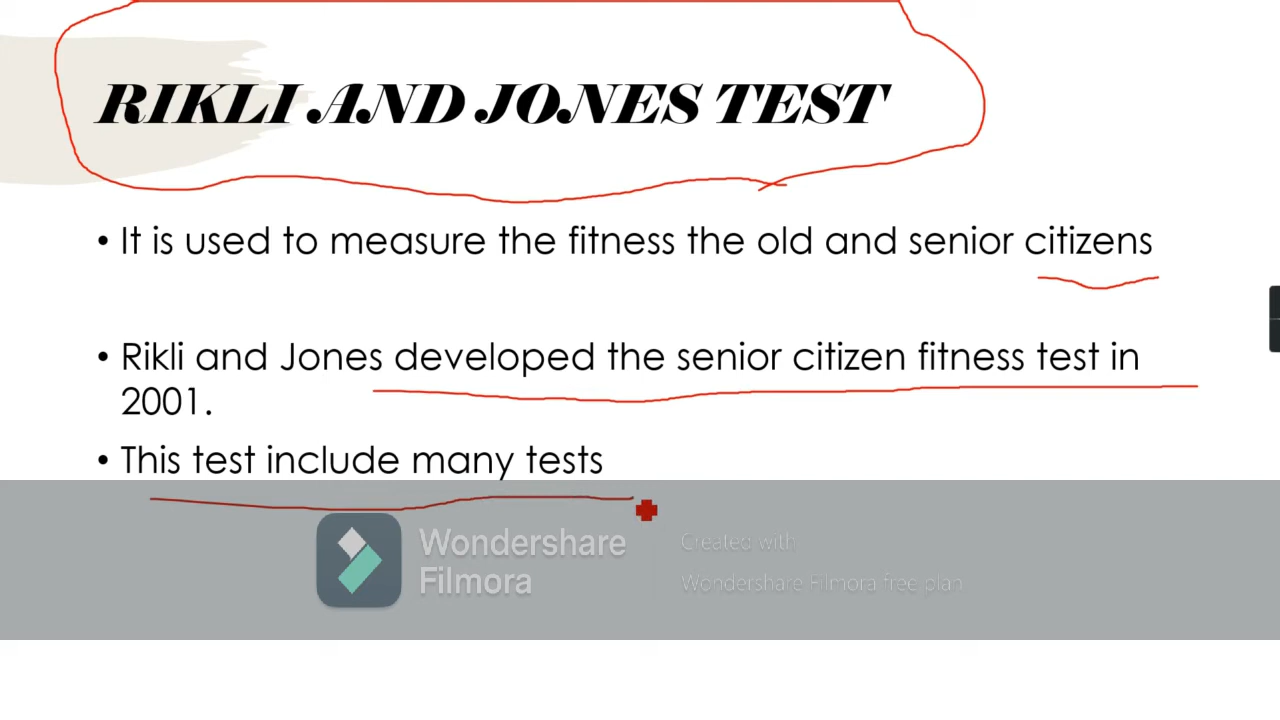 RIKLI AND JONES TEST
• It is used to measure the fitness the old and senior citizens
• Rikli and Jones developed the senior citizen fitness test in
2001.
• This test include many tests
Wondershare
Filmora
Created with
Wondershare Filmora free plan